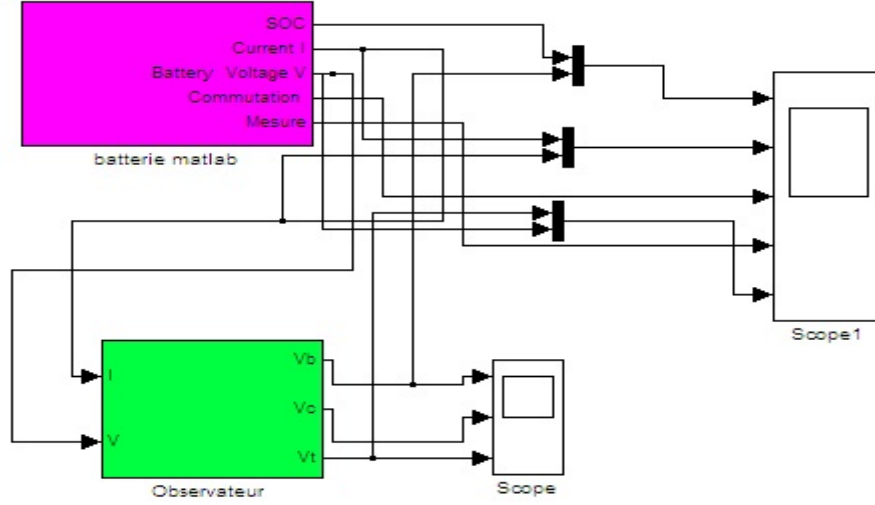 SOC
Current I
Battery Voltage V
Commutation
Mesure
batterie matlab
Scope1
I
V
Vb
Vc
Vt
Observateur
Scope